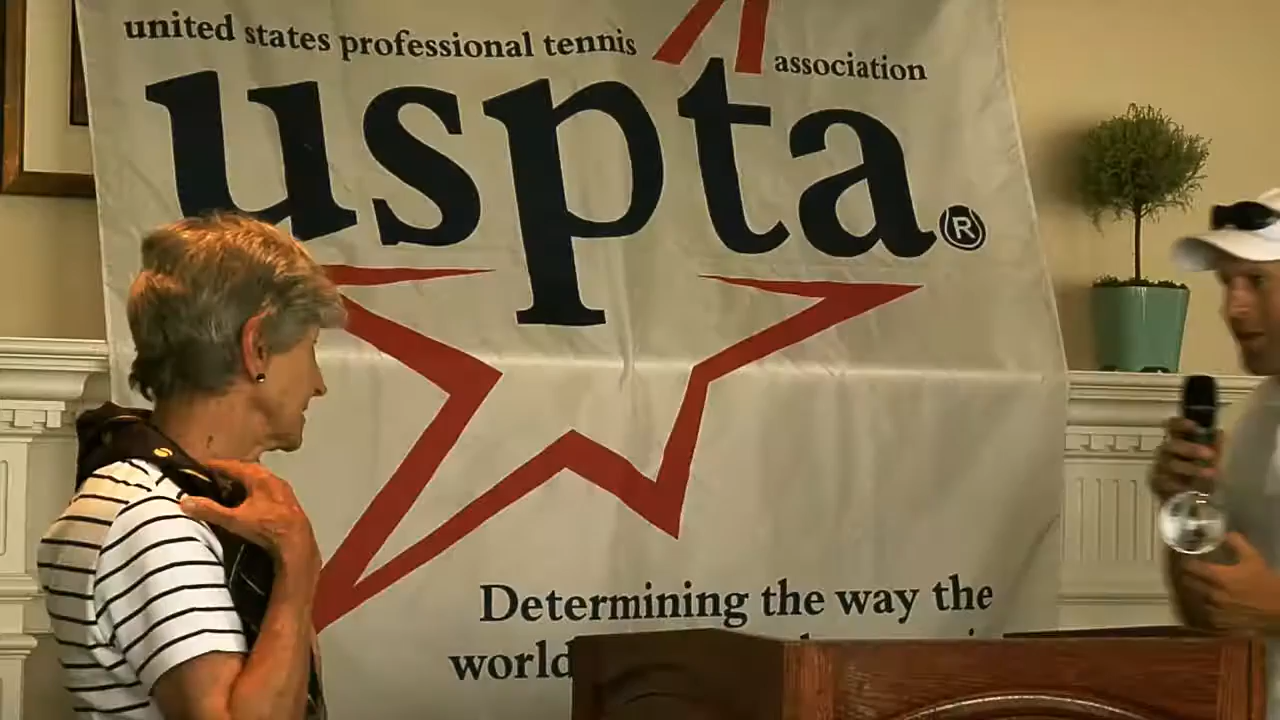 united states professional tennis association
uspta®
Determining the way the
world